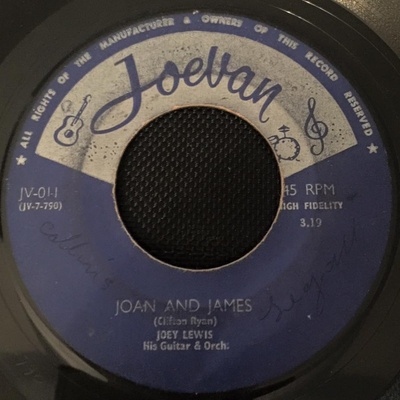 ★ ALL RIGHTS OF THE MANUFACTURER & OWNERS OF THIS RECORD RESERVED ★
Joevan
JV-011
(JV-7-790)
45 RPM
HIGH FIDELITY
3.19
JOAN AND JAMES
(Clifton Ryan)
JOEY LEWIS
His Guitar & Orch: